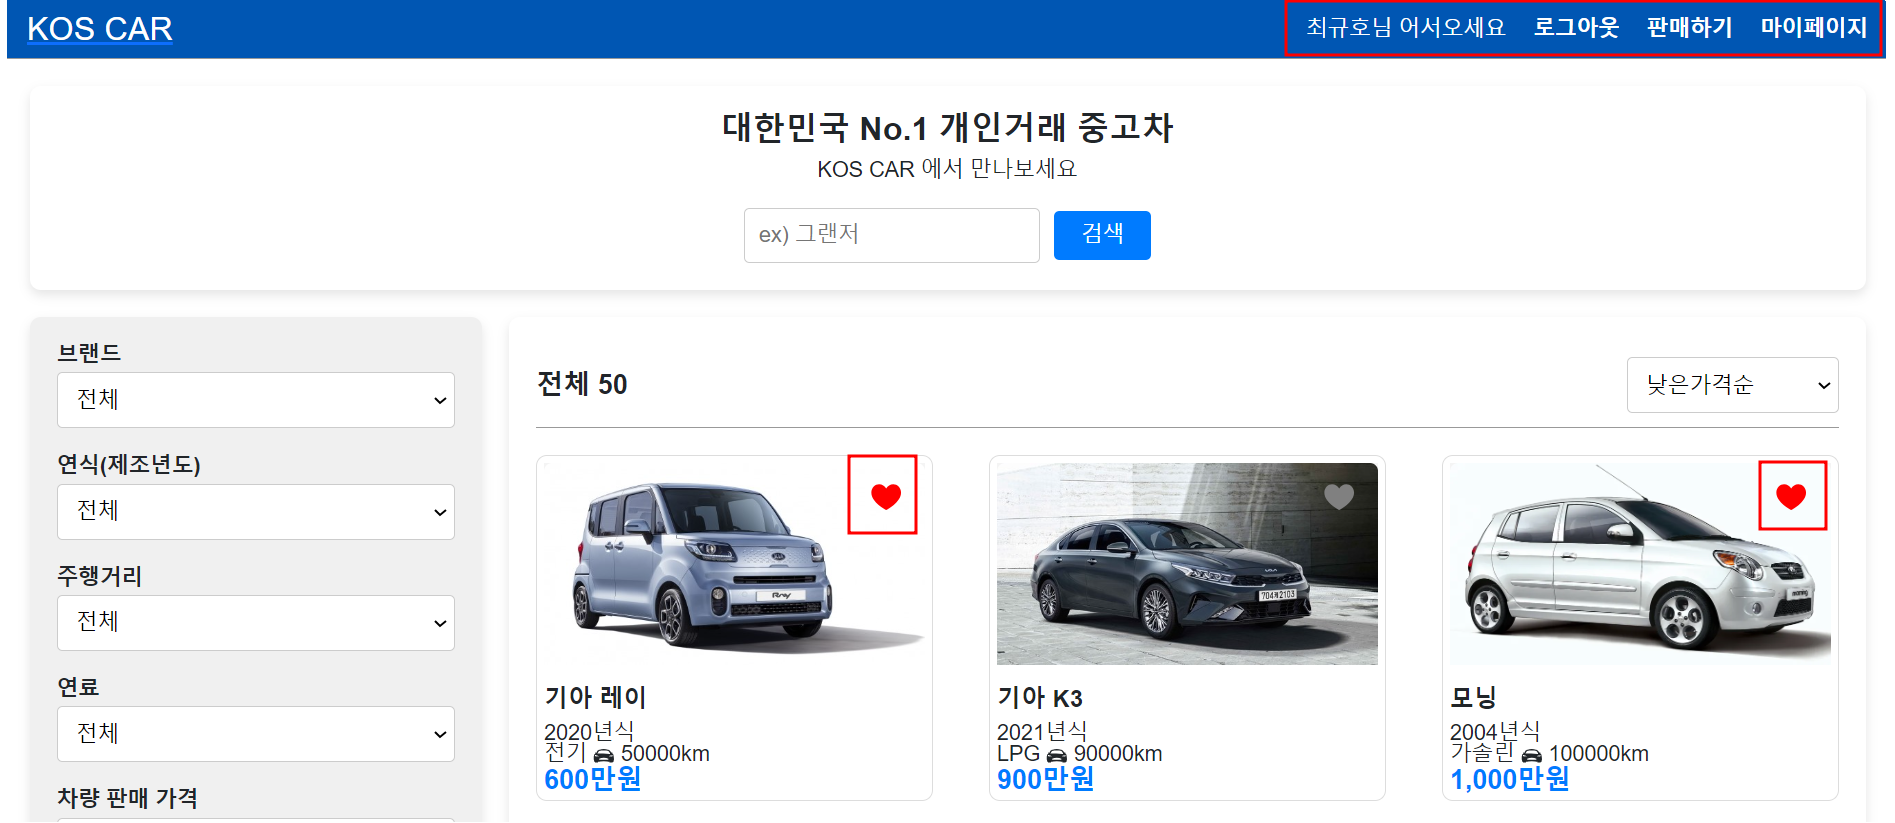 KOS CAR
최규호님 어서오세요 로그아웃 판매하기 마이페이지
대한민국 No.1 개인거래 중고차
KOS CAR 에서 만나보세요
ex) 그랜저 검색
브랜드
전체
연식(제조년도)
전체
주행거리
전체
연료
전체
차량 판매 가격
전체 50
낮은가격순
Ray
기아 레이
2020년식
전기 50000km
600만원
기아 K3
2021년식
LPG 90000km
900만원
morning
모닝
2004년식
가솔린 100000km
1,000만원